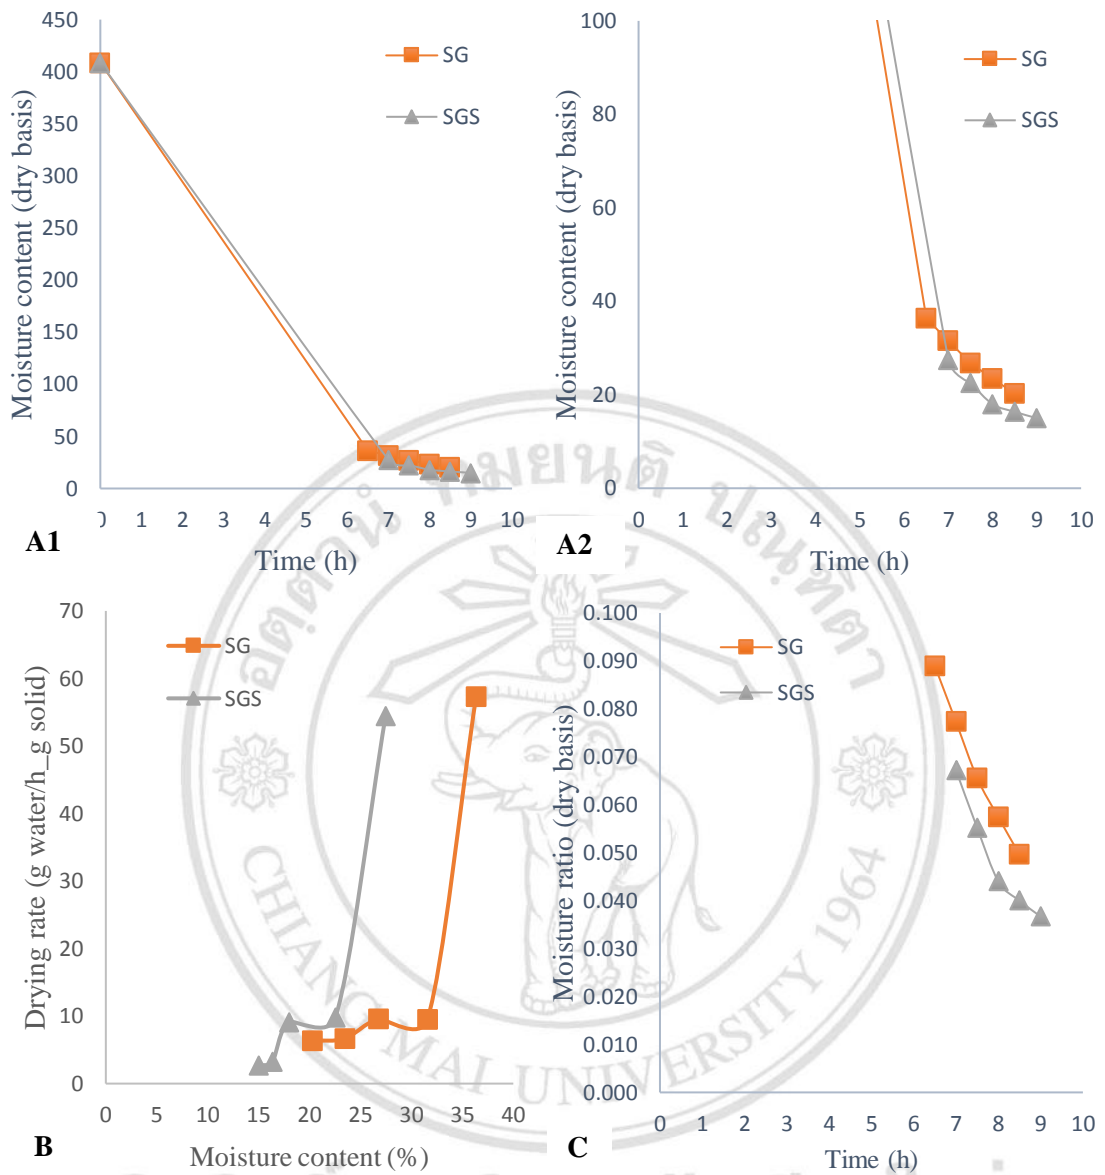 450
400
350
300
250
200
150
100
50
0
Moisture content (dry basis)
SG
SGS
0 1 2 3 4 5 6 7 8 9 10
A1
Time (h)
100
80
60
40
20
0
Moisture content (dry basis)
SG
SGS
0 1 2 3 4 5 6 7 8 9 10
A2
Time (h)
70
60
50
40
30
20
10
0
Drying rate (g water/h_g solid)
SG
SGS
0 5 10 15 20 25 30 35 40
B
Moisture content (%)
0.100
0.090
0.080
0.070
0.060
0.050
0.040
0.030
0.020
0.010
0.000
Moisture ratio (dry basis)
SG
SGS
0 1 2 3 4 5 6 7 8 9 10
C
Time (h)
CHIANG MAI UNIVERSITY 1964